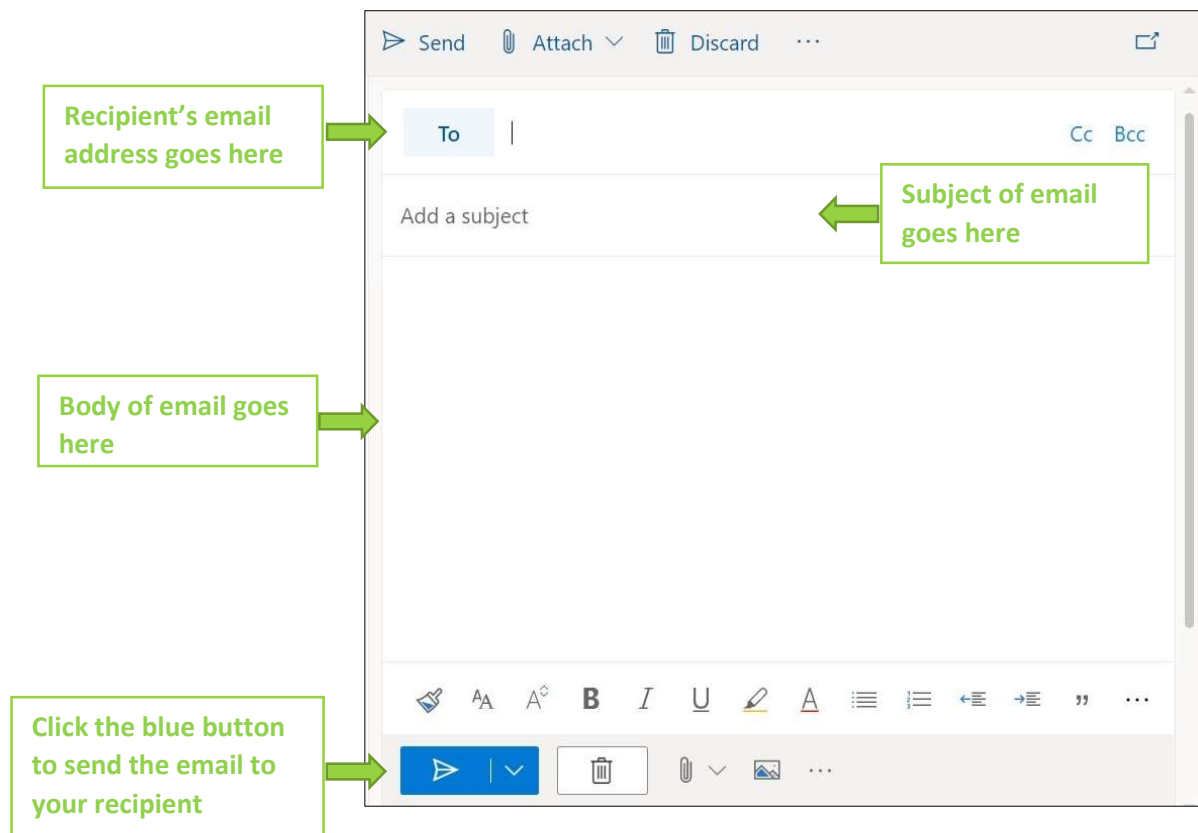 Send Attach Discard ...
Recipient's email
address goes here
To Cc Bcc
Subject of email
goes here
Add a subject
Body of email goes
here
A A A B I U A ...
Click the blue button
to send the email to
your recipient